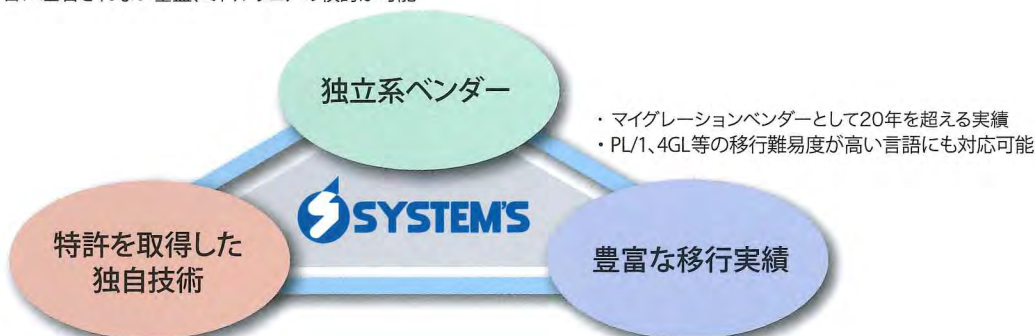 独立系ベンダー
・ マイグレーションベンダーとして20年を超える実績
・ PL/1、4GL等の移行難易度が高い言語にも対応可能
SYSTEM'S
特許を取得した
独自技術
豊富な移行実績